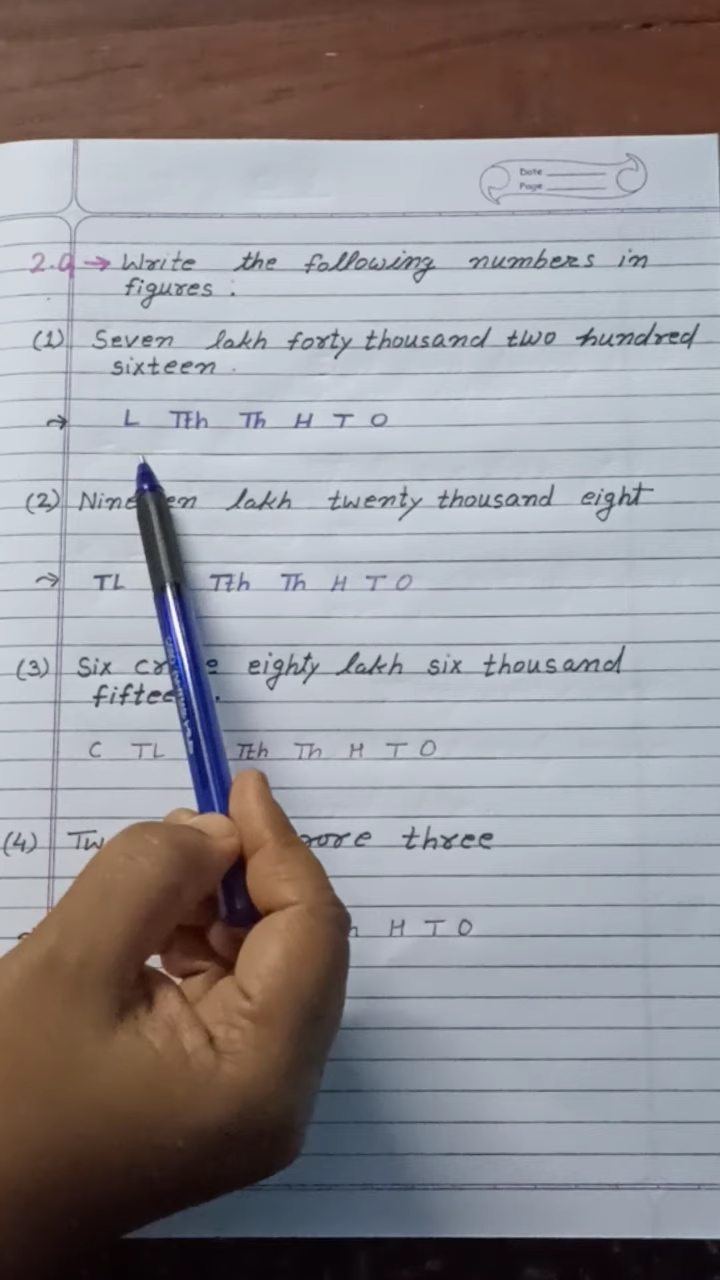 Date
Page
2.9 → Write the following numbers in
figures :
(1) Seven lakh forty thousand two hundred
sixteen.
→ L Tth Th H T O
(2) lakh twenty thousand eight
→ TL Tth Th H T O
(3) Six eighty lakh six thousand
C TL Tth Th H T O
(4) three
H T O